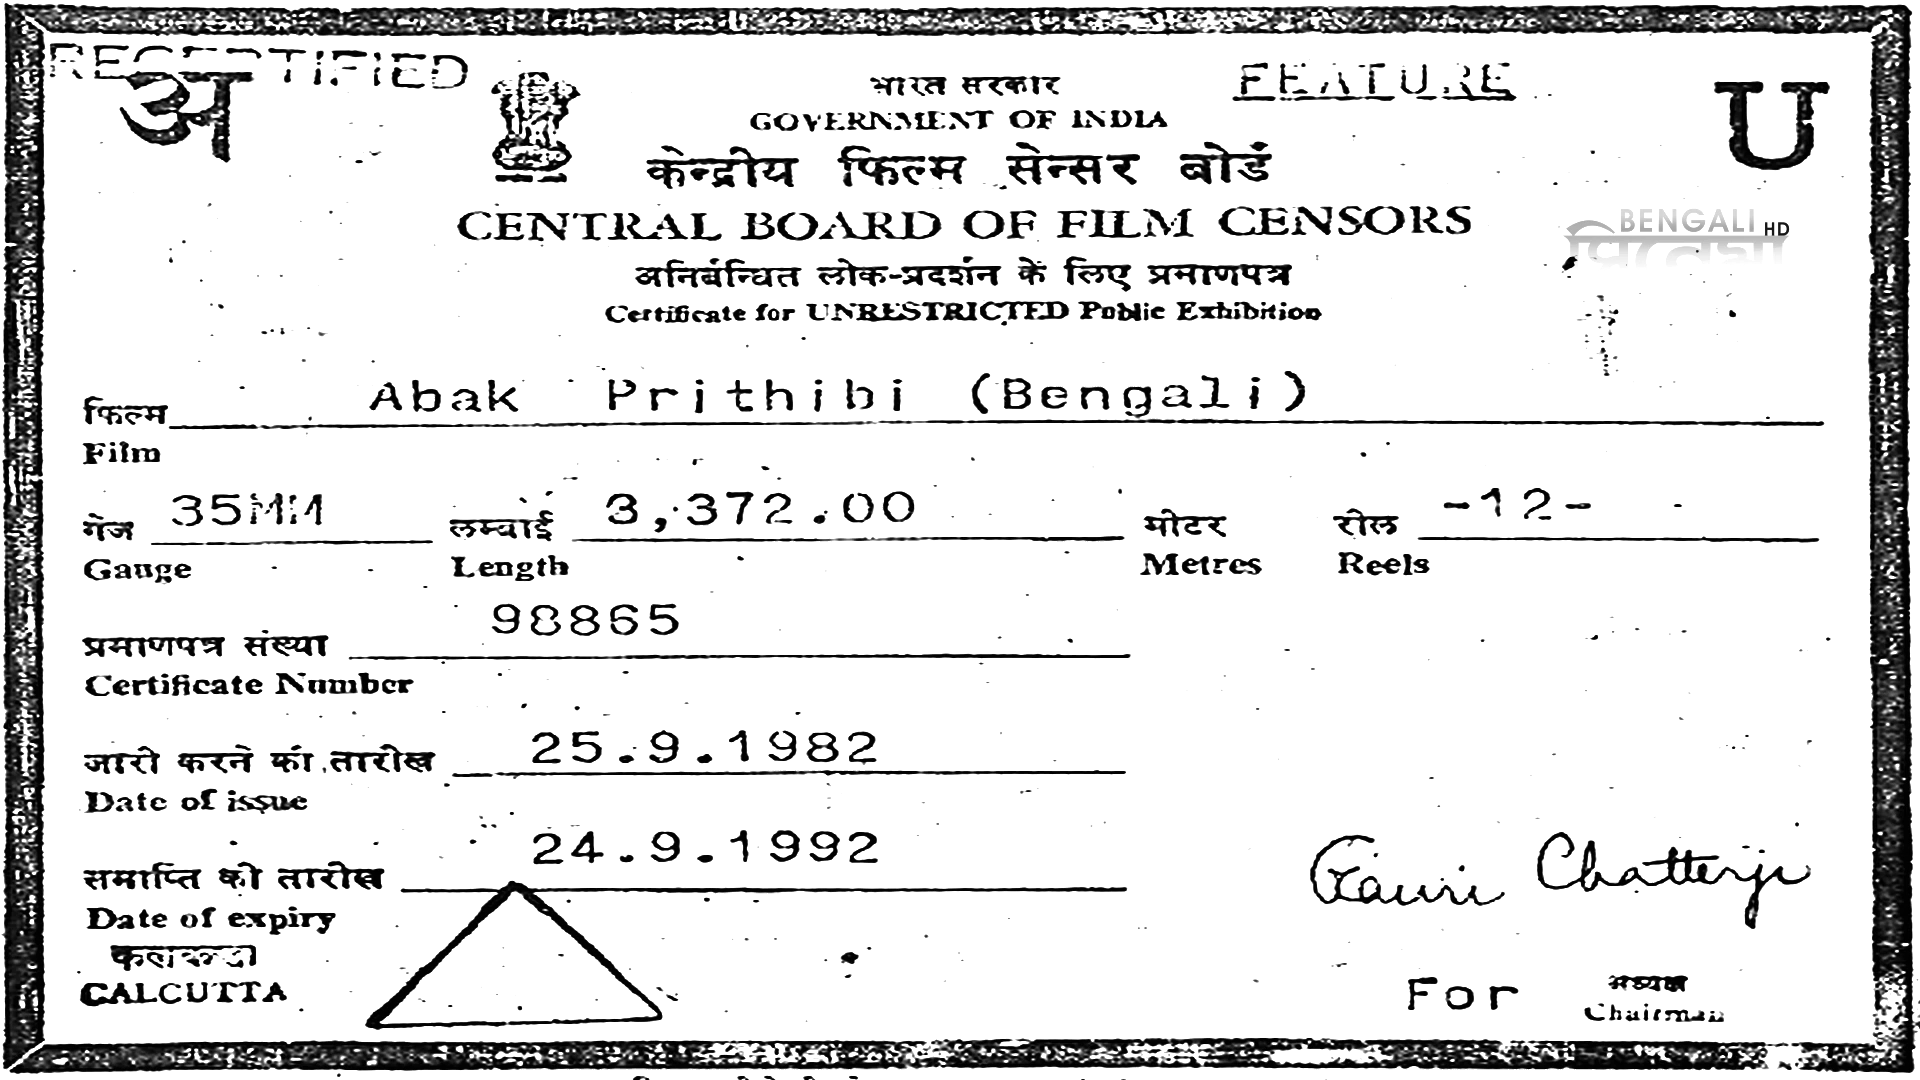 RECERTIFIED
अ
भारत सरकार
FEATURE
U
GOVERNMENT OF INDIA
केन्द्रीय फिल्म सेन्सर बोर्ड
CENTRAL BOARD OF FILM CENSORS
BENGALI HD
अनिर्बन्धित लोक-प्रदर्शन के लिए प्रमाणपत्र
Certificate for UNRESTRICTED Public Exhibition
फिल्म Abak Prithibi (Bengali)
Film
गेज 35MM लम्बाई 3,372.00 मीटर रील -12-
Gauge Length Metres Reels
प्रमाणपत्र संख्या 98865
Certificate Number
जारी करने की तारीख 25.9.1982
Date of issue
समाप्ति की तारीख 24.9.1992
Date of expiry
Gauri Chatterji
कलकत्ता
CALCUTTA
For अध्यक्ष
Chairman